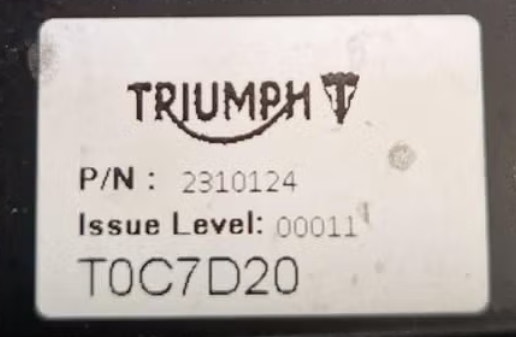 TRIUMPH
P/N : 2310124
Issue Level: 00011
T0C7D20